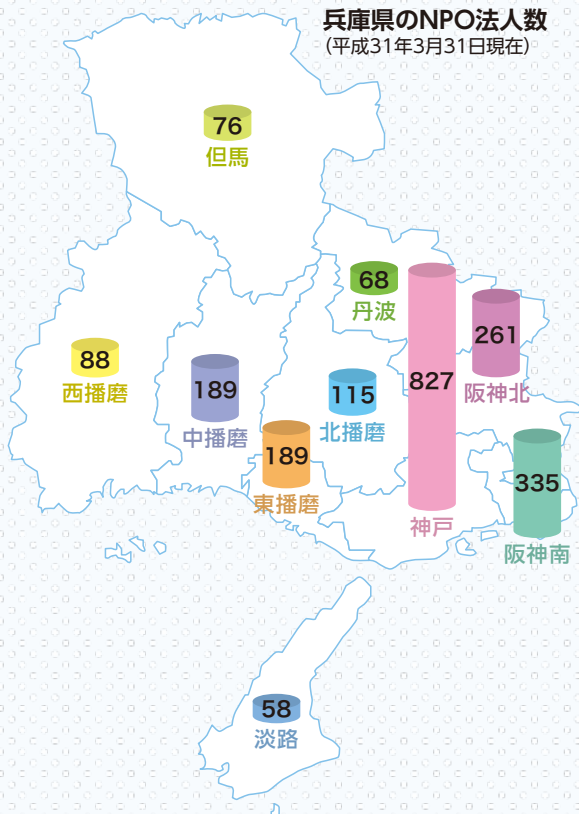 兵庫県のNPO法人数
(平成31年3月31日現在)
76
但馬
68
丹波
261
阪神北
827
神戸
88
西播磨
189
中播磨
115
北播磨
189
東播磨
335
阪神南
58
淡路